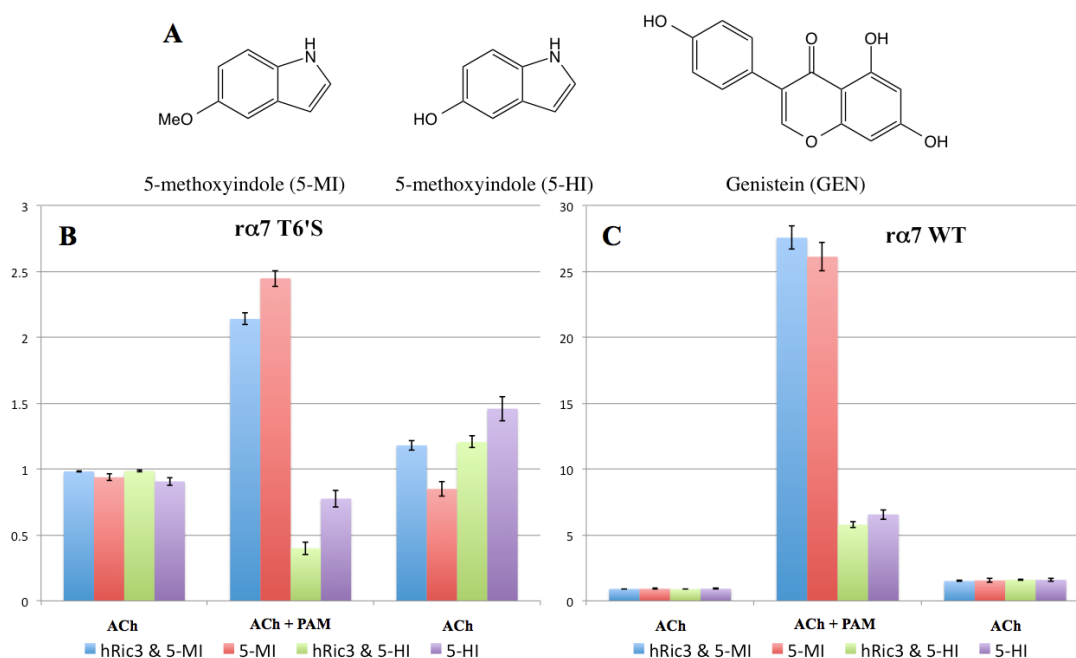 A
H
N
MeO
H
N
HO
HO
O
OH
O
OH
5-methoxyindole (5-MI)
5-methoxyindole (5-HI)
Genistein (GEN)
B
rα7 T6'S
3
2.5
2
1.5
1
0.5
0
ACh
ACh + PAM
ACh
hRic3 & 5-MI
5-MI
hRic3 & 5-HI
5-HI
C
rα7 WT
30
25
20
15
10
5
0
ACh
ACh + PAM
ACh
hRic3 & 5-MI
5-MI
hRic3 & 5-HI
5-HI